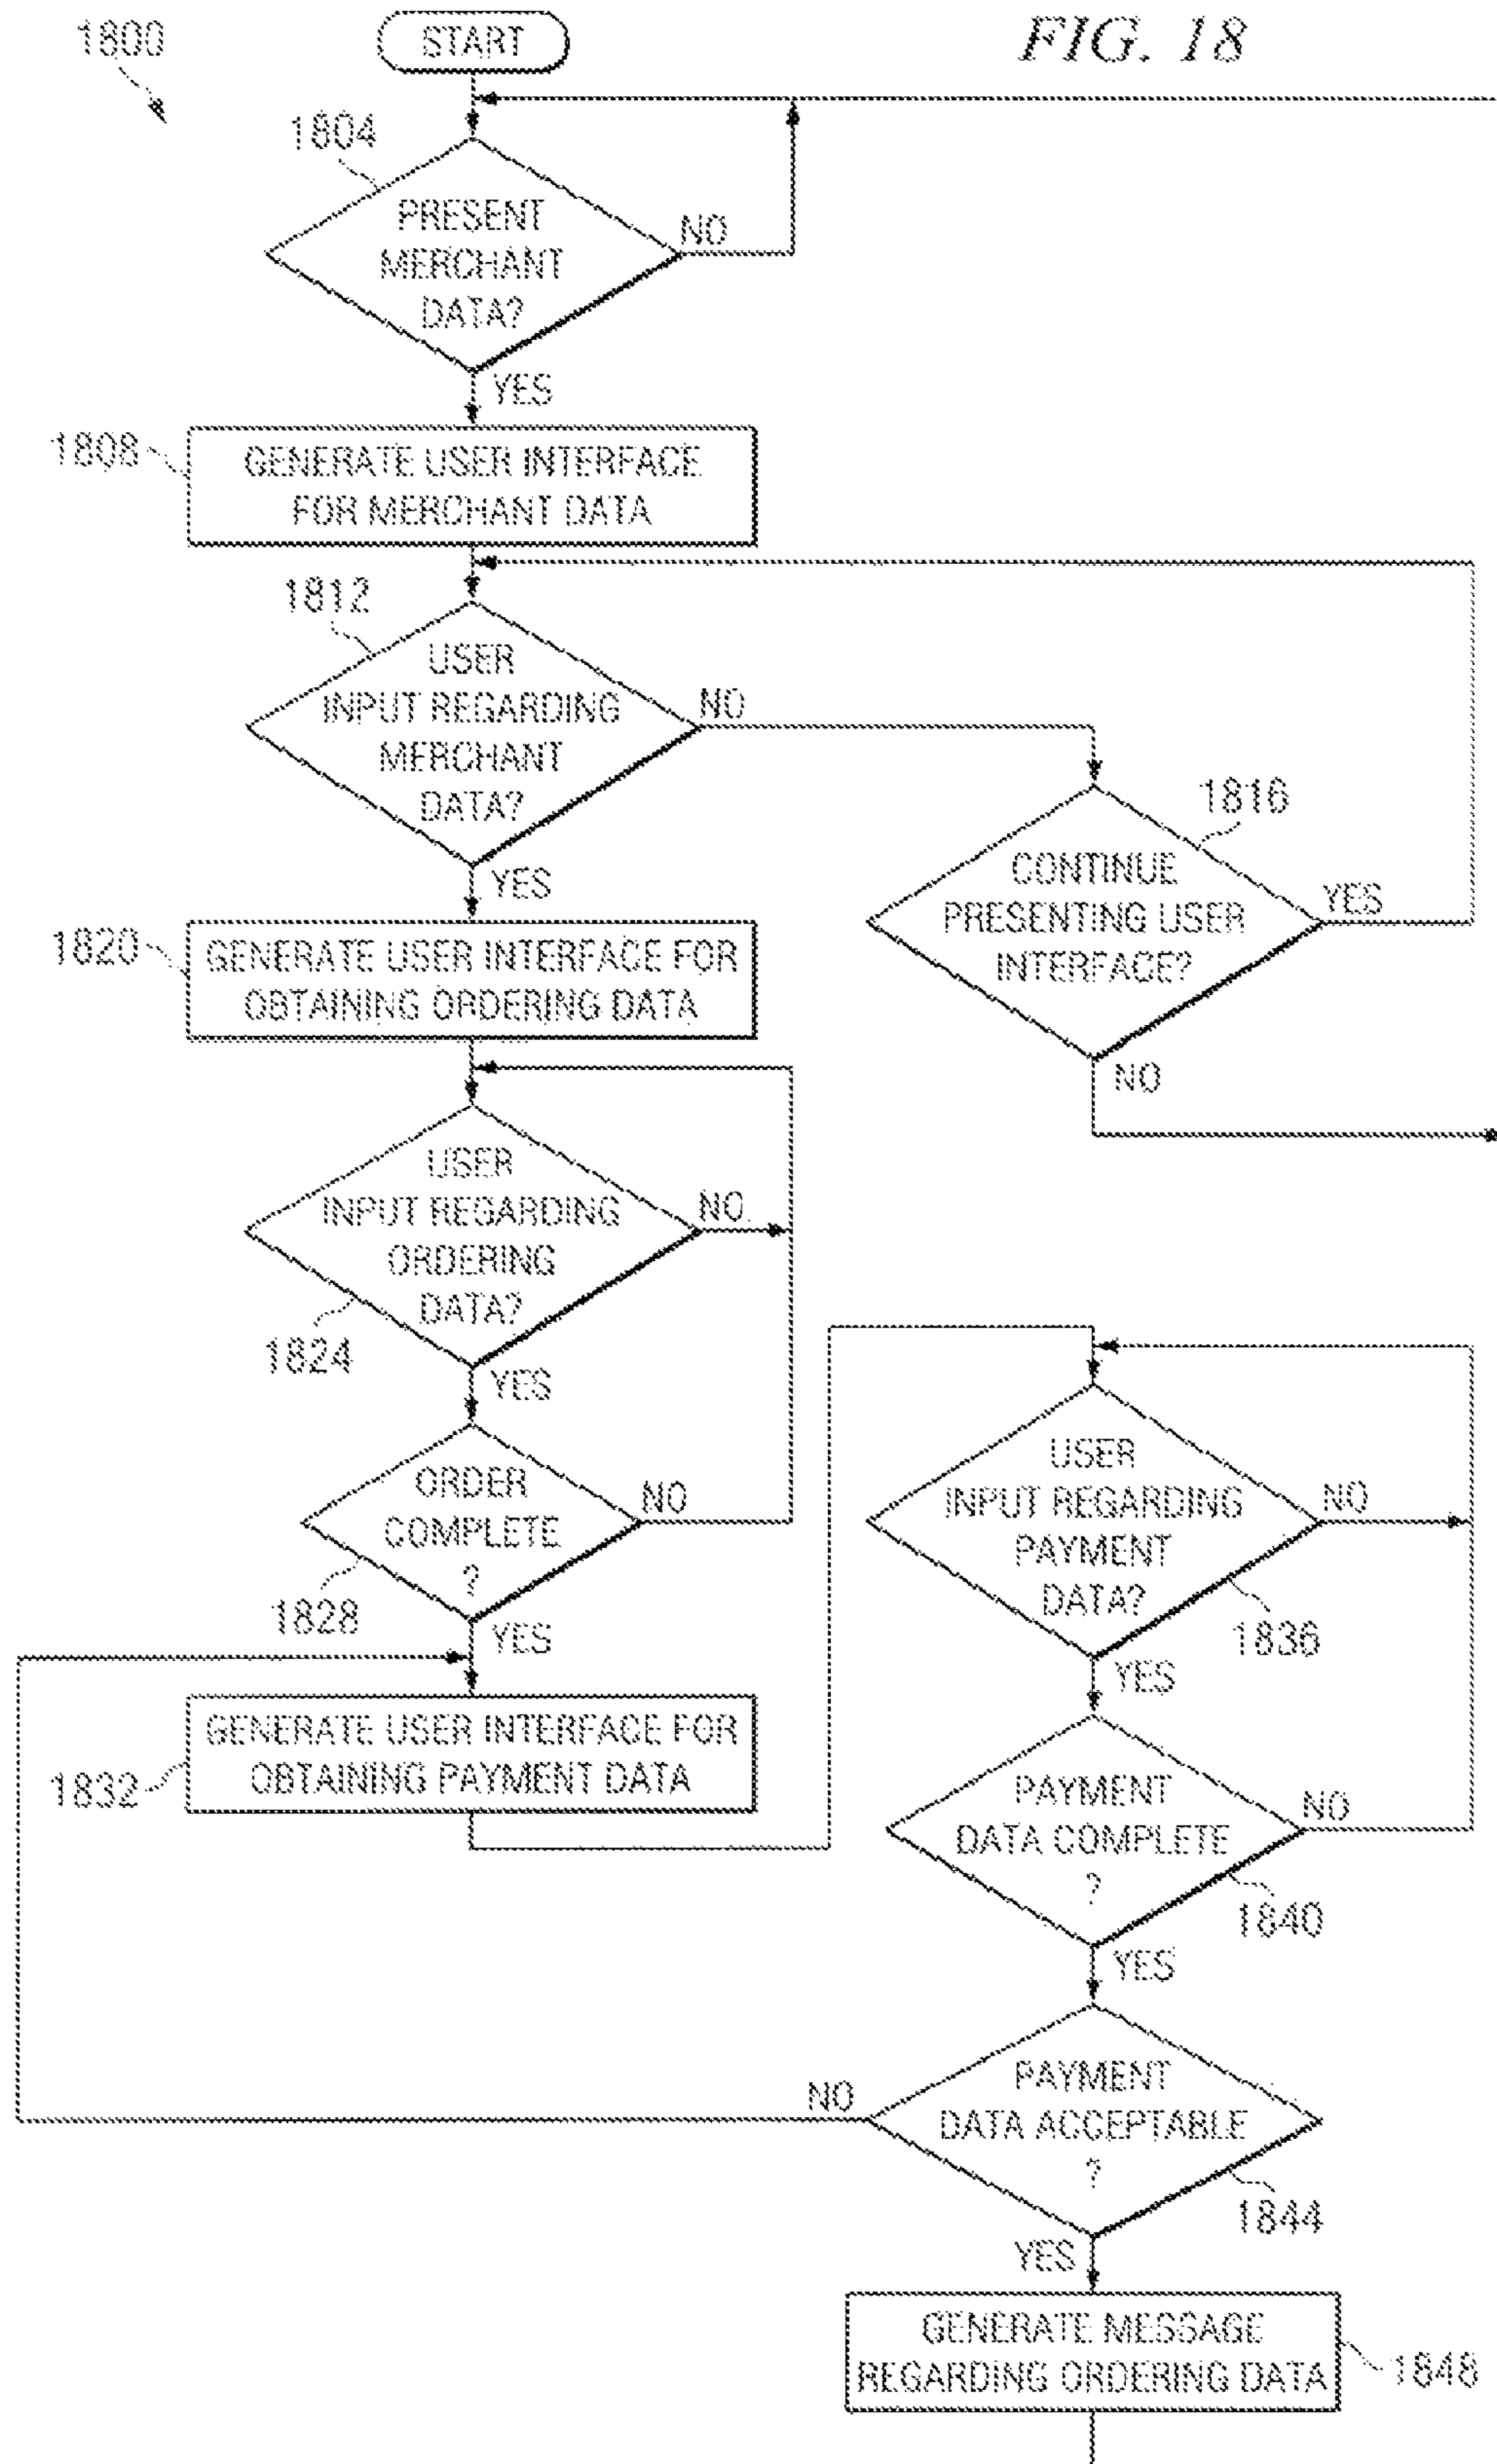 1800
START
FIG. 18
1804
PRESENT
MERCHANT
DATA?
NO
YES
1808
GENERATE USER INTERFACE
FOR MERCHANT DATA
1812
USER
INPUT REGARDING
MERCHANT
DATA?
NO
YES
1816
CONTINUE
PRESENTING USER
INTERFACE?
YES
NO
1820
GENERATE USER INTERFACE FOR
OBTAINING ORDERING DATA
USER
INPUT REGARDING
ORDERING
DATA?
NO
1824
YES
ORDER
COMPLETE
?
NO
1828
YES
GENERATE USER INTERFACE FOR
OBTAINING PAYMENT DATA
1832
USER
INPUT REGARDING
PAYMENT
DATA?
NO
1836
YES
PAYMENT
DATA COMPLETE
?
NO
1840
YES
PAYMENT
DATA ACCEPTABLE
?
NO
1844
YES
GENERATE MESSAGE
REGARDING ORDERING DATA
1848